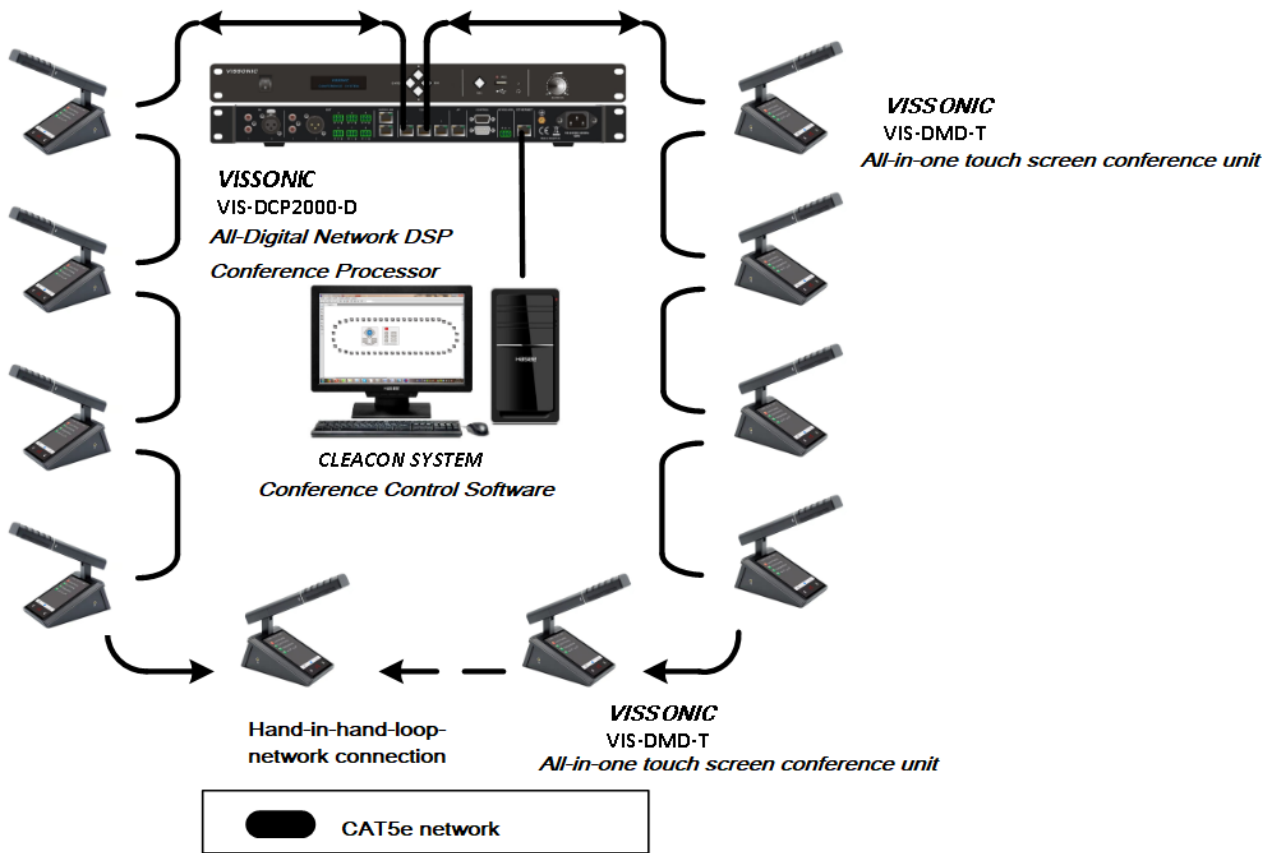 VISSONIC
VISSONIC
VIS-DMD-T
All-in-one touch screen conference unit
VISSONIC
VIS-DCP2000-D
All-Digital Network DSP
Conference Processor
CLEACON SYSTEM
Conference Control Software
Hand-in-hand-loop-
network connection
VISSONIC
VIS-DMD-T
All-in-one touch screen conference unit
CAT5e network